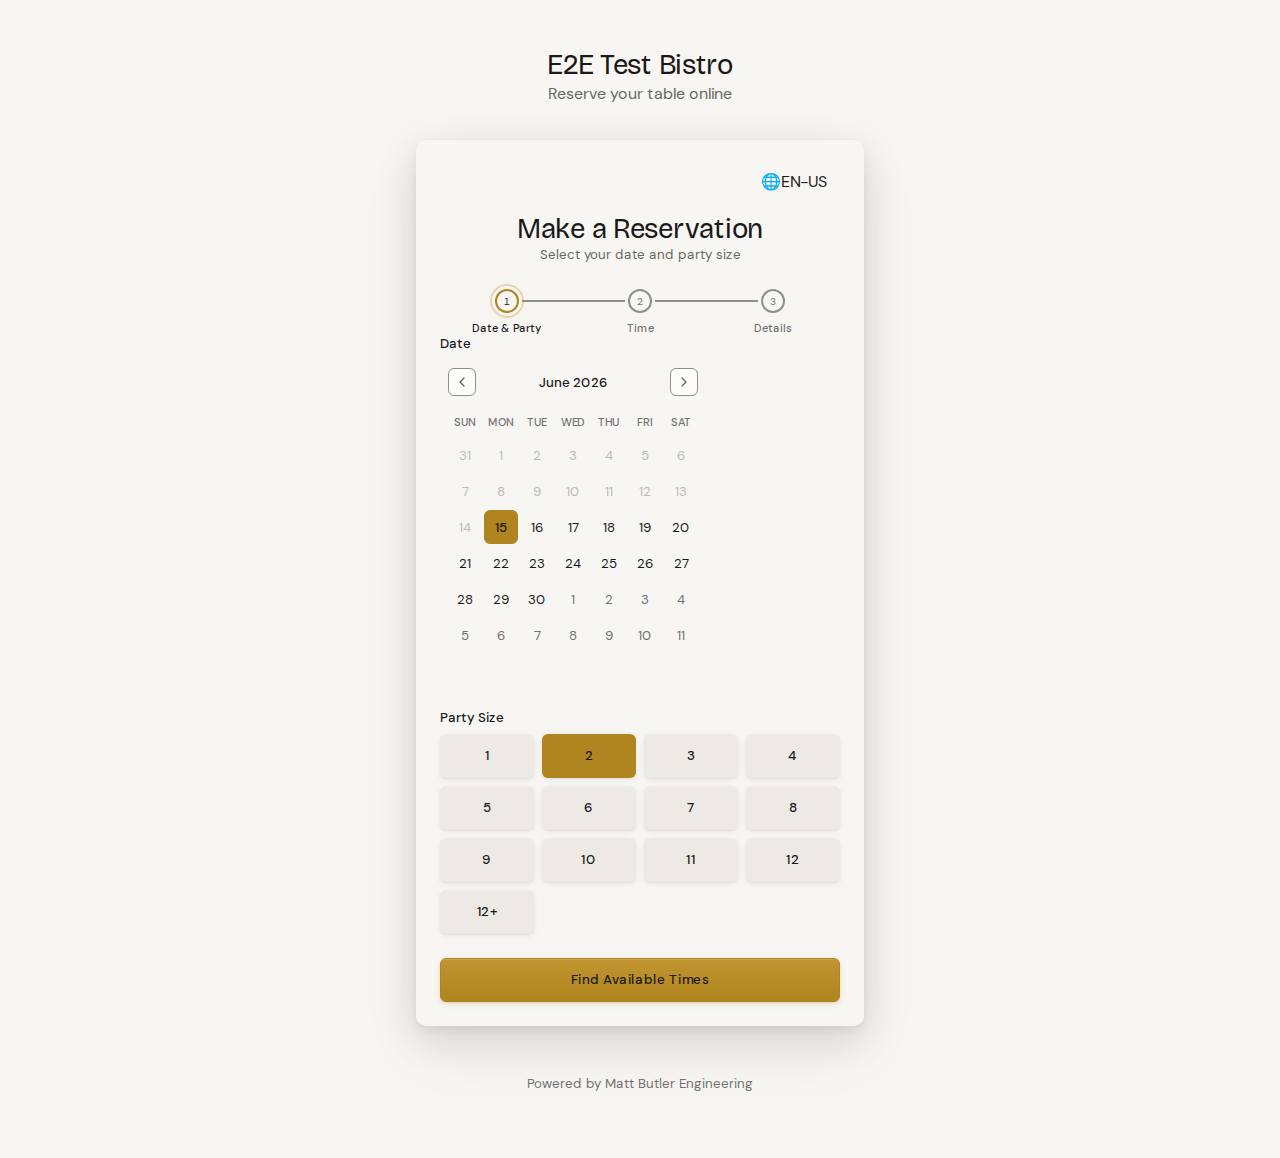 E2E Test Bistro
Reserve your table online
🌐EN-US
Make a Reservation
Select your date and party size
1 2 3
Date & Party Time Details
Date
June 2026
SUN MON TUE WED THU FRI SAT
31 1 2 3 4 5 6
7 8 9 10 11 12 13
14 15 16 17 18 19 20
21 22 23 24 25 26 27
28 29 30 1 2 3 4
5 6 7 8 9 10 11
Party Size
1 2 3 4
5 6 7 8
9 10 11 12
12+
Find Available Times
Powered by Matt Butler Engineering